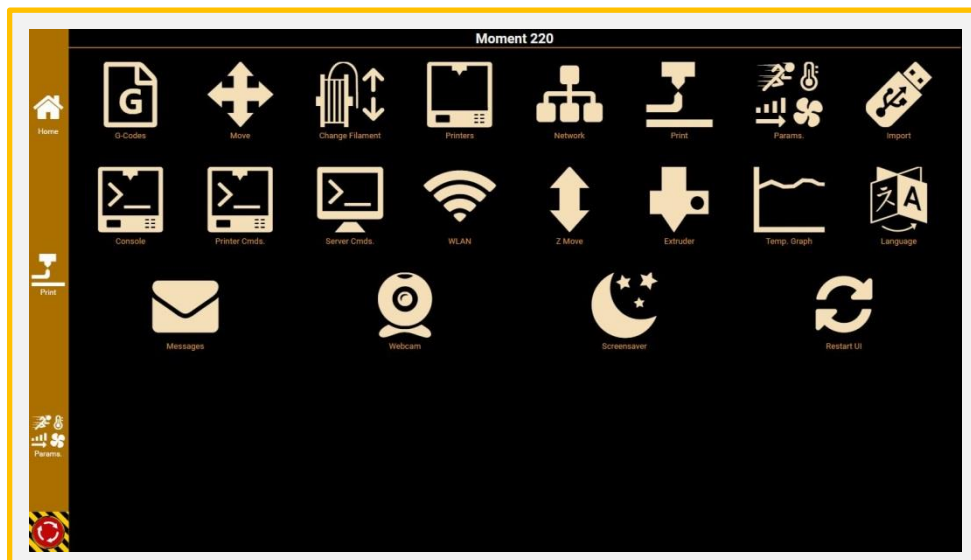 Moment 220
Home
Print
Params.
G
G-Codes
Move
Change Filament
Printers
Network
Print
Params.
Import
>_
Console
>_
Printer Cmds.
>_
Server Cmds.
WLAN
Z Move
Extruder
Temp. Graph
ス A
Language
Messages
Webcam
Screensaver
Restart UI